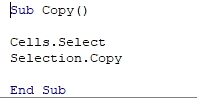 Sub Copy()
Cells.Select
Selection.Copy
End Sub